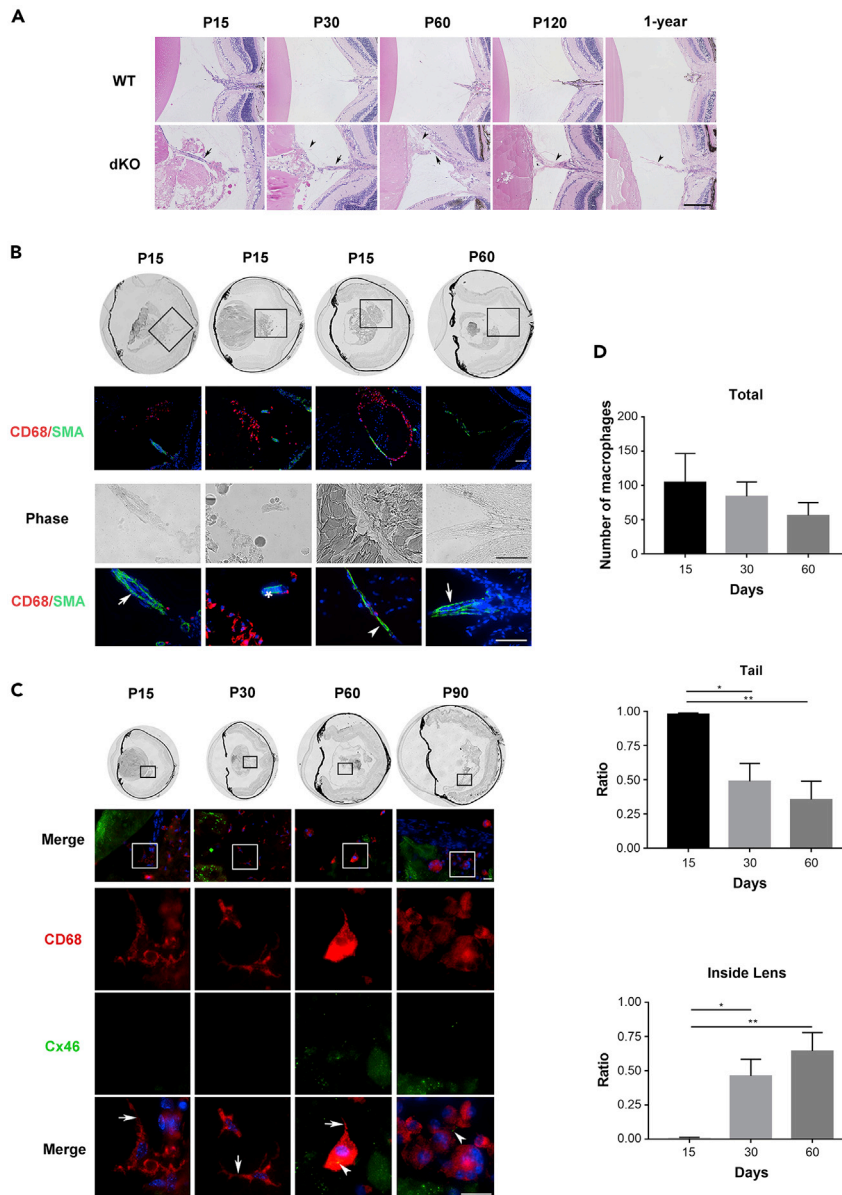 A
P15 P30 P60 P120 1-year
WT
dKO
B
P15 P15 P15 P60
CD68/SMA
Phase
CD68/SMA
*
C
P15 P30 P60 P90
Merge
CD68
Cx46
Merge
D
Total
Number of macrophages
200
150
100
50
0
15 30 60
Days
Tail
*
**
Ratio
1.00
0.75
0.50
0.25
0.00
15 30 60
Days
Inside Lens
*
**
Ratio
1.00
0.75
0.50
0.25
0.00
15 30 60
Days